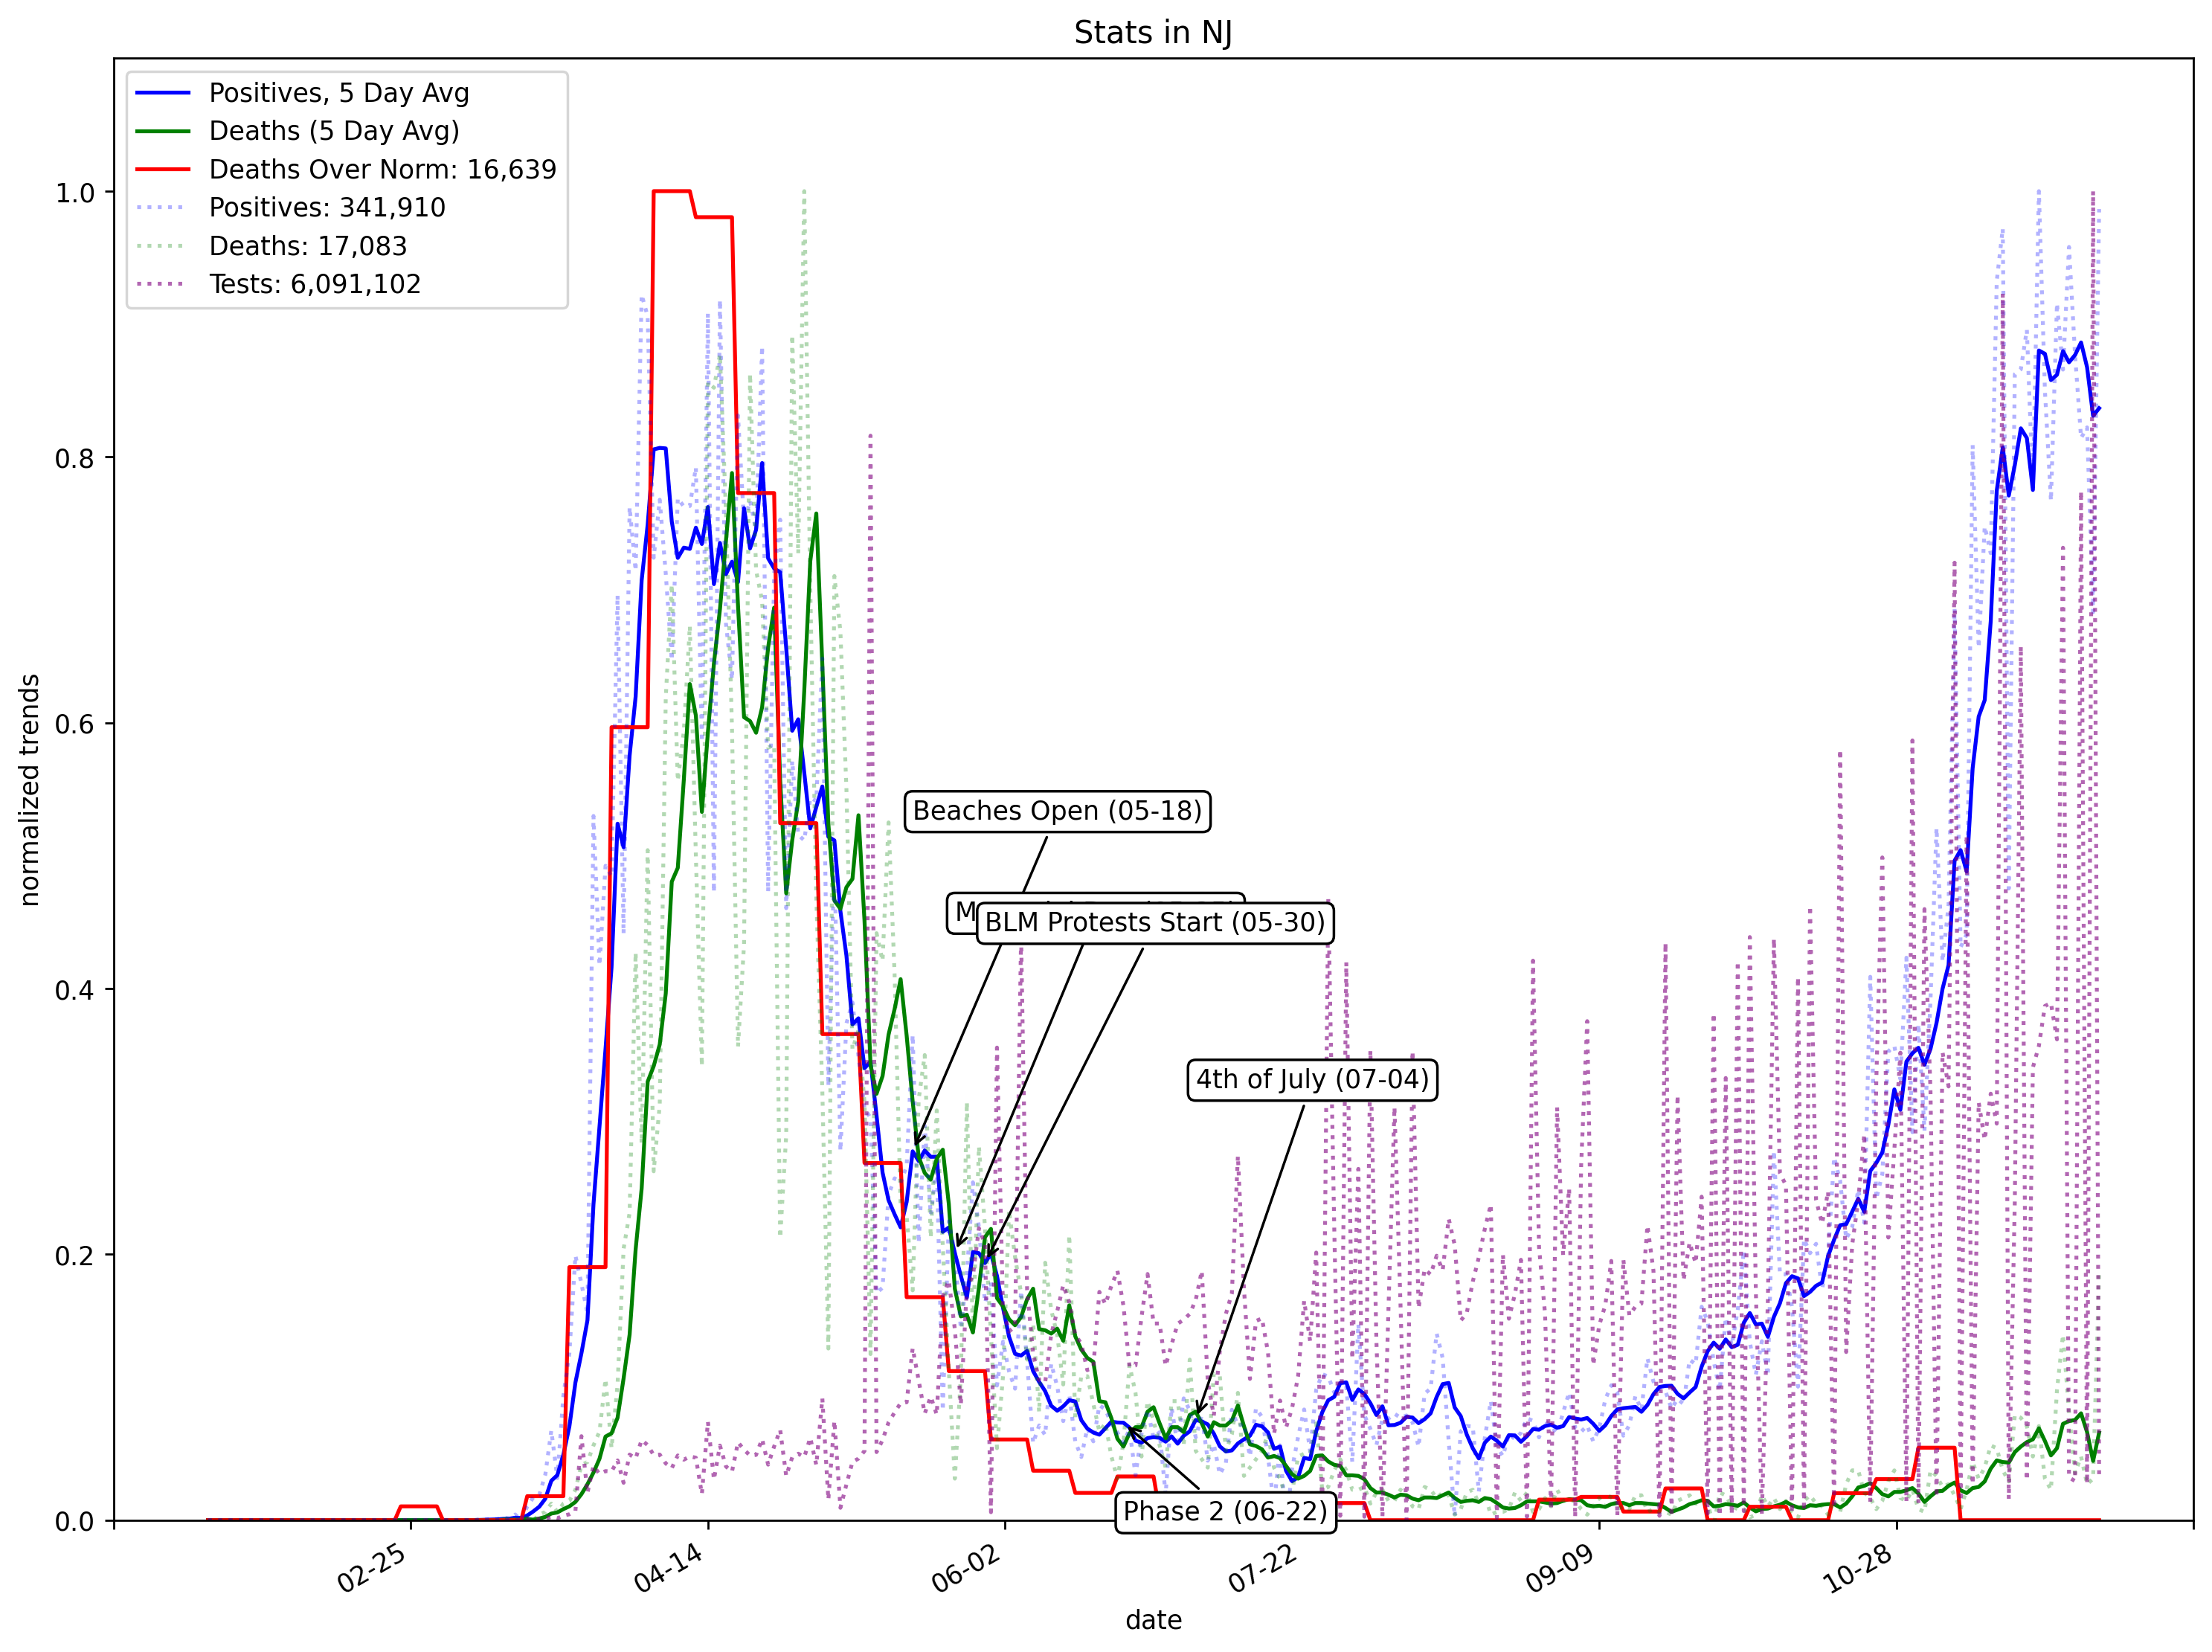 Stats in NJ
Positives, 5 Day Avg
Deaths (5 Day Avg)
Deaths Over Norm: 16,639
Positives: 341,910
Deaths: 17,083
Tests: 6,091,102
1.0
0.8
0.6
0.4
0.2
0.0
normalized trends
Beaches Open (05-18)
BLM Protests Start (05-30)
4th of July (07-04)
Phase 2 (06-22)
02-25
04-14
06-02
07-22
09-09
10-28
date